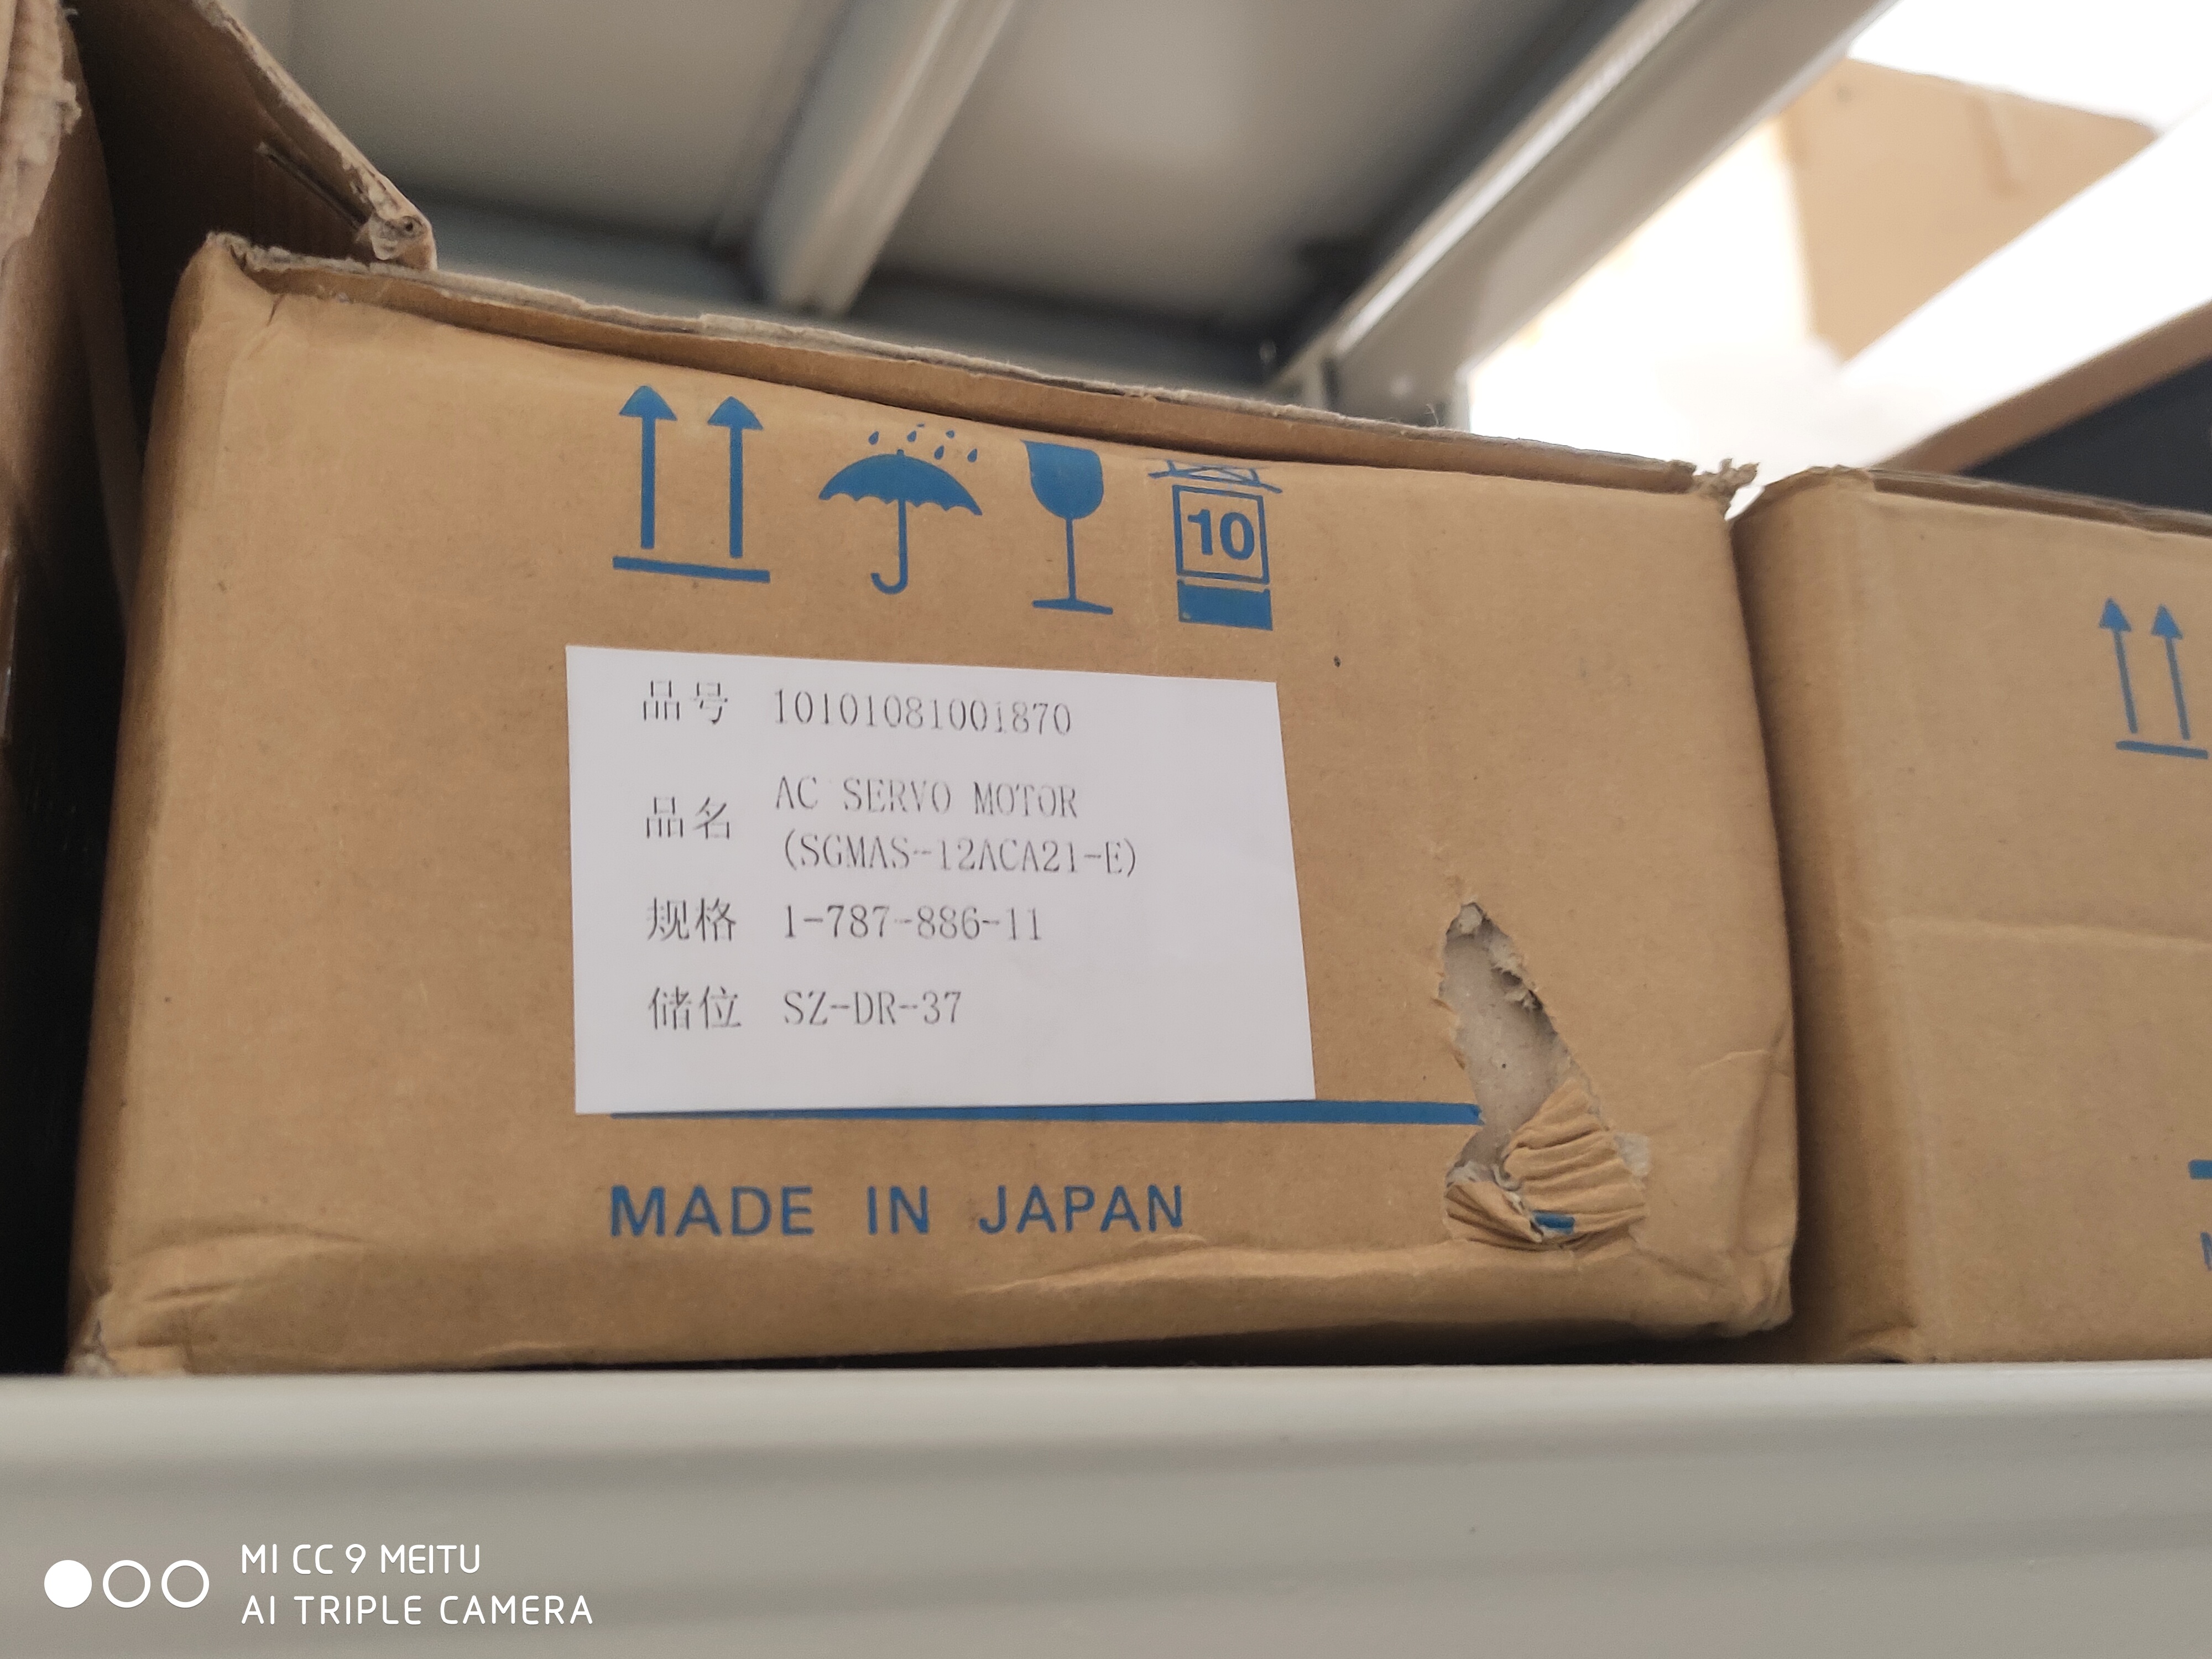 10
品号 10101081001870
品名 AC SERVO MOTOR
(SGMAS-12ACA21-E)
规格 1-787-886-11
储位 SZ-DR-37
MADE IN JAPAN
MI CC 9 MEITU
AI TRIPLE CAMERA